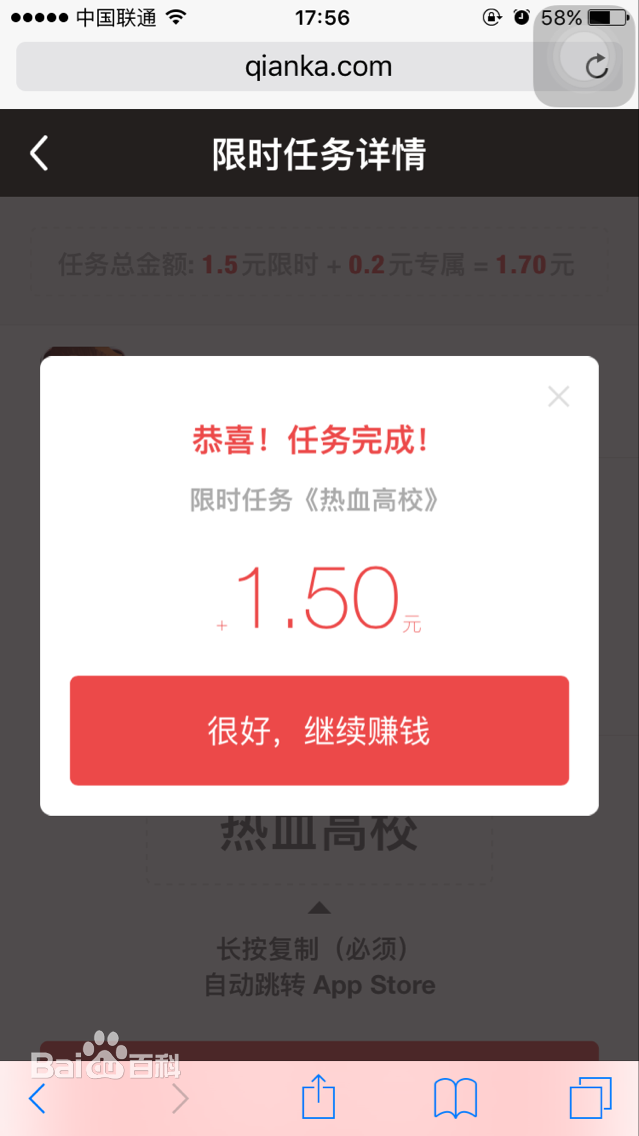 中国联通 17:56 58%
qianka.com
限时任务详情
任务总金额: 1.5元限时 + 0.2元专属 = 1.70元
恭喜！任务完成！
限时任务《热血高校》
+1.50元
很好，继续赚钱
热血高校
长按复制（必须）
自动跳转 App Store
Bai百科